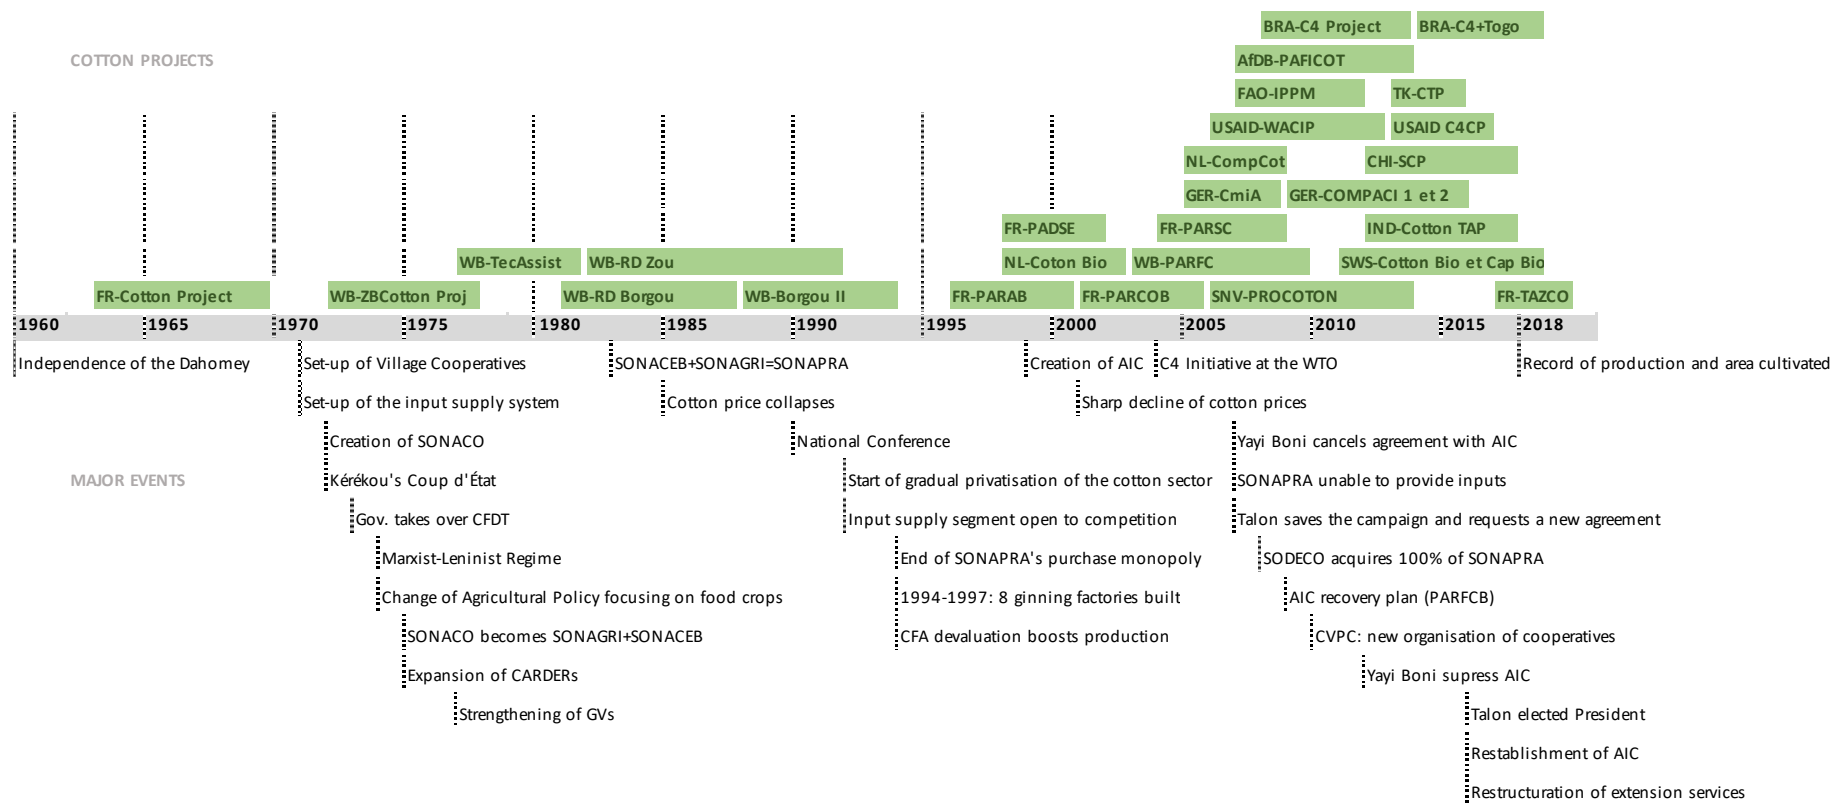 BRA-C4 Project BRA-C4+Togo
COTTON PROJECTS AfDB-PAFICOT
FAO-IPPM TK-CTP
USAID-WACIP USAID C4CP
NL-CompCot CHI-SCP
GER-CmiA GER-COMPACI 1 et 2
FR-PADSE FR-PARSC IND-Cotton TAP
WB-TecAssist WB-RD Zou NL-Coton Bio WB-PARFC SWS-Cotton Bio et Cap Bio
FR-Cotton Project WB-ZBCotton Proj WB-RD Borgou WB-Borgou II FR-PARAB FR-PARCOB SNV-PROCOTON FR-TAZCO
1960 1965 1970 1975 1980 1985 1990 1995 2000 2005 2010 2015 2018
Independence of the Dahomey Set-up of Village Cooperatives SONACEB+SONAGRI=SONAPRA Creation of AIC C4 Initiative at the WTO Record of production and area cultivated
Set-up of the input supply system Cotton price collapses Sharp decline of cotton prices
Creation of SONACO National Conference Yayi Boni cancels agreement with AIC
MAJOR EVENTS Kérékou's Coup d'État Start of gradual privatisation of the cotton sector SONAPRA unable to provide inputs
Gov. takes over CFDT Input supply segment open to competition Talon saves the campaign and requests a new agreement
Marxist-Leninist Regime End of SONAPRA's purchase monopoly SODECO acquires 100% of SONAPRA
Change of Agricultural Policy focusing on food crops 1994-1997: 8 ginning factories built AIC recovery plan (PARFCB)
SONACO becomes SONAGRI+SONACEB CFA devaluation boosts production CVPC: new organisation of cooperatives
Expansion of CARDERs Yayi Boni supress AIC
Strengthening of GVs Talon elected President
Restablishment of AIC
Restructuration of extension services